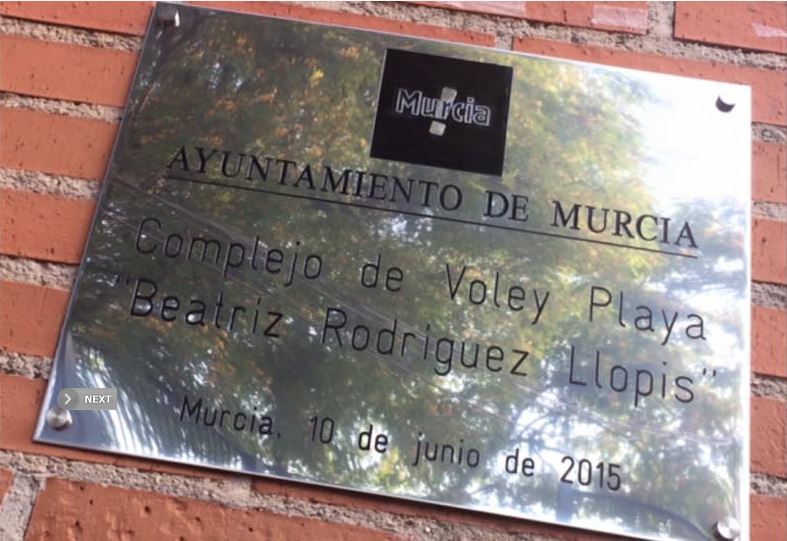 Murcia
AYUNTAMIENTO DE MURCIA
Complejo de Voley Playa
"Beatriz Rodriguez Llopis"
Murcia, 10 de junio de 2015
NEXT